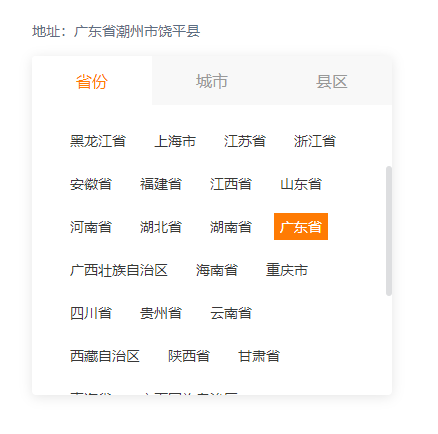 地址：广东省潮州市饶平县
省份 城市 县区
黑龙江省 上海市 江苏省 浙江省
安徽省 福建省 江西省 山东省
河南省 湖北省 湖南省 广东省
广西壮族自治区 海南省 重庆市
四川省 贵州省 云南省
西藏自治区 陕西省 甘肃省